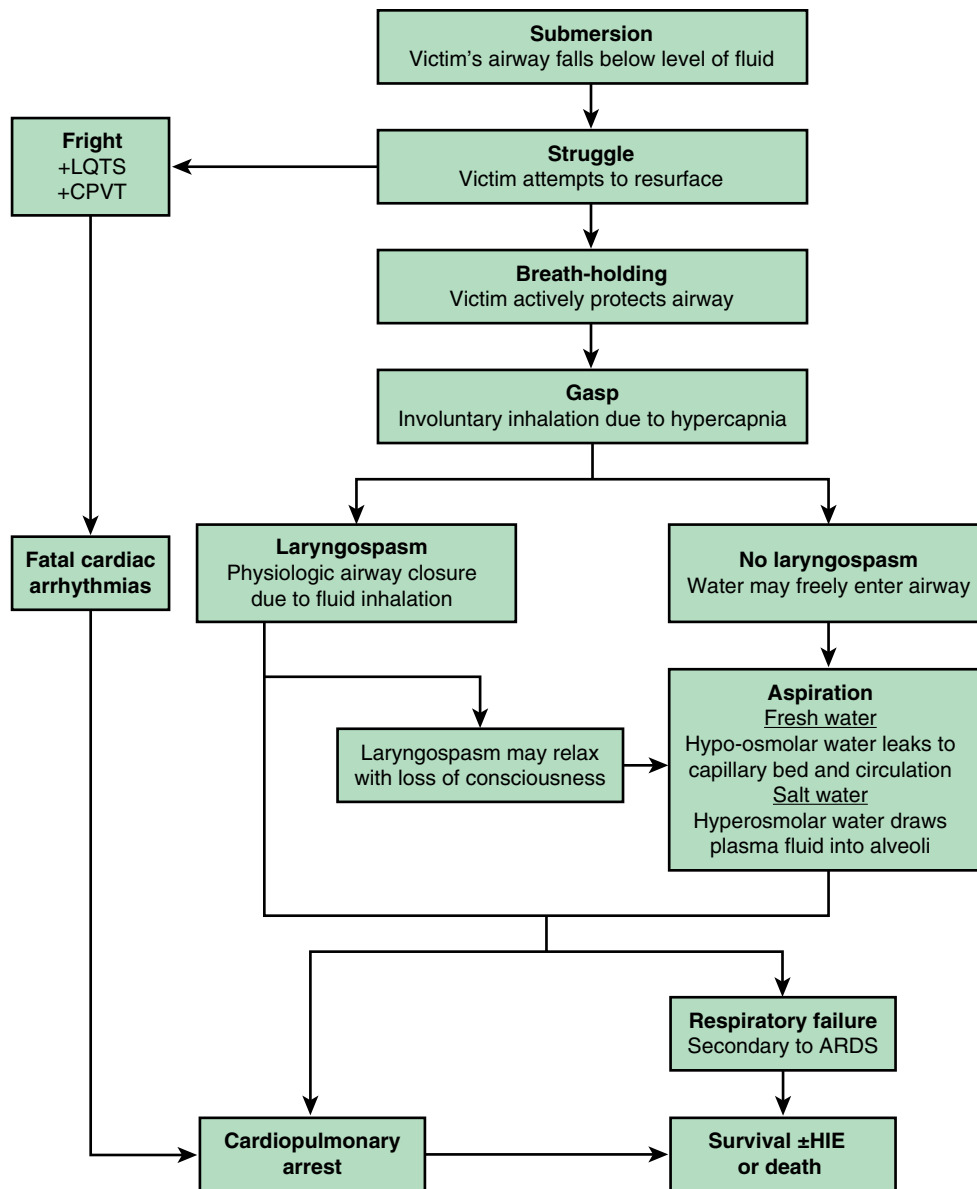 Submersion
Victim’s airway falls below level of fluid
Fright
+LQTS
+CPVT
Struggle
Victim attempts to resurface
Breath-holding
Victim actively protects airway
Gasp
Involuntary inhalation due to hypercapnia
Fatal cardiac
arrhythmias
Laryngospasm
Physiologic airway closure
due to fluid inhalation
No laryngospasm
Water may freely enter airway
Laryngospasm may relax
with loss of consciousness
Aspiration
Fresh water
Hypo-osmolar water leaks to
capillary bed and circulation
Salt water
Hyperosmolar water draws
plasma fluid into alveoli
Respiratory failure
Secondary to ARDS
Cardiopulmonary
arrest
Survival ±HIE
or death